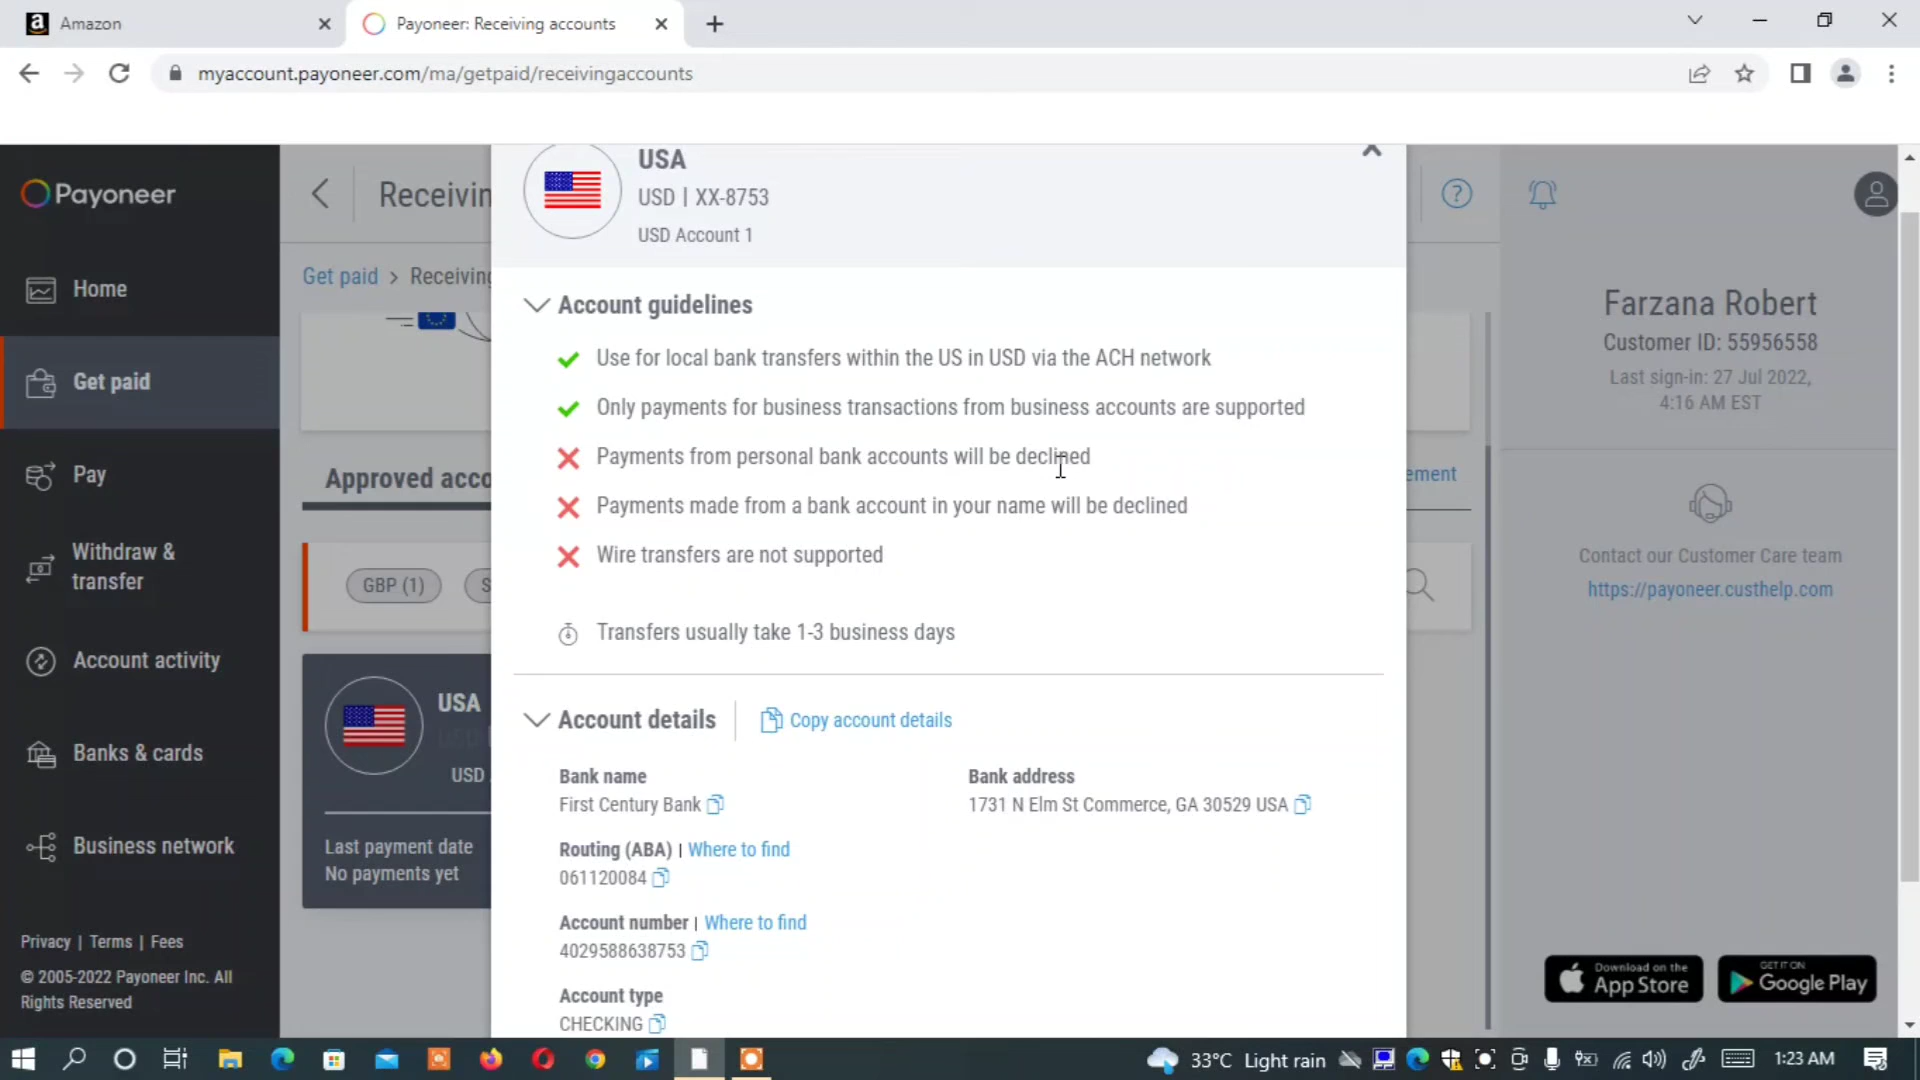 Amazon
Payoneer: Receiving accounts
myaccount.payoneer.com/ma/getpaid/receivingaccounts
Payoneer
Home
Get paid
Pay
Withdraw & transfer
Account activity
Banks & cards
Business network
Privacy | Terms | Fees
© 2005-2022 Payoneer Inc. All
Rights Reserved
Receivin
Get paid > Receiving
Approved acco
GBP (1)
S
USA
USD
Last payment date
No payments yet
USA
USD | XX-8753
USD Account 1
Account guidelines
Use for local bank transfers within the US in USD via the ACH network
Only payments for business transactions from business accounts are supported
Payments from personal bank accounts will be declined
Payments made from a bank account in your name will be declined
Wire transfers are not supported
Transfers usually take 1-3 business days
Account details
Copy account details
Bank name
First Century Bank
Bank address
1731 N Elm St Commerce, GA 30529 USA
Routing (ABA) | Where to find
061120084
Account number | Where to find
4029588638753
Account type
CHECKING
?
ement
Farzana Robert
Customer ID: 55956558
Last sign-in: 27 Jul 2022,
4:16 AM EST
Contact our Customer Care team
https://payoneer.custhelp.com
Download on the
App Store
GET IT ON
Google Play
33°C Light rain
1:23 AM